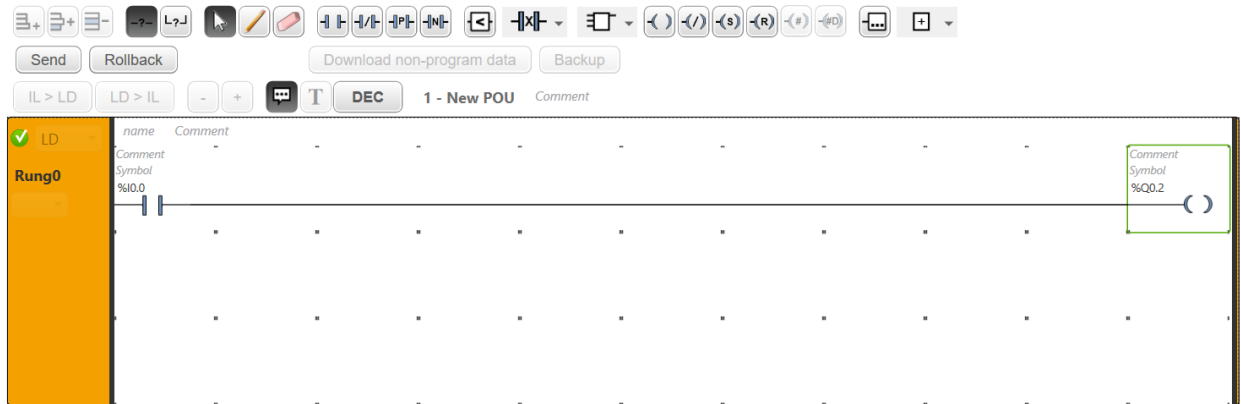 -?- L?J P N < X ( ) (/) (S) (R) (#) (#D) ... +
Send Rollback Download non-program data Backup
IL > LD LD > IL - + T DEC 1 - New POU Comment
LD name Comment
Comment Comment
Symbol Symbol
Rung0 %I0.0 %Q0.2